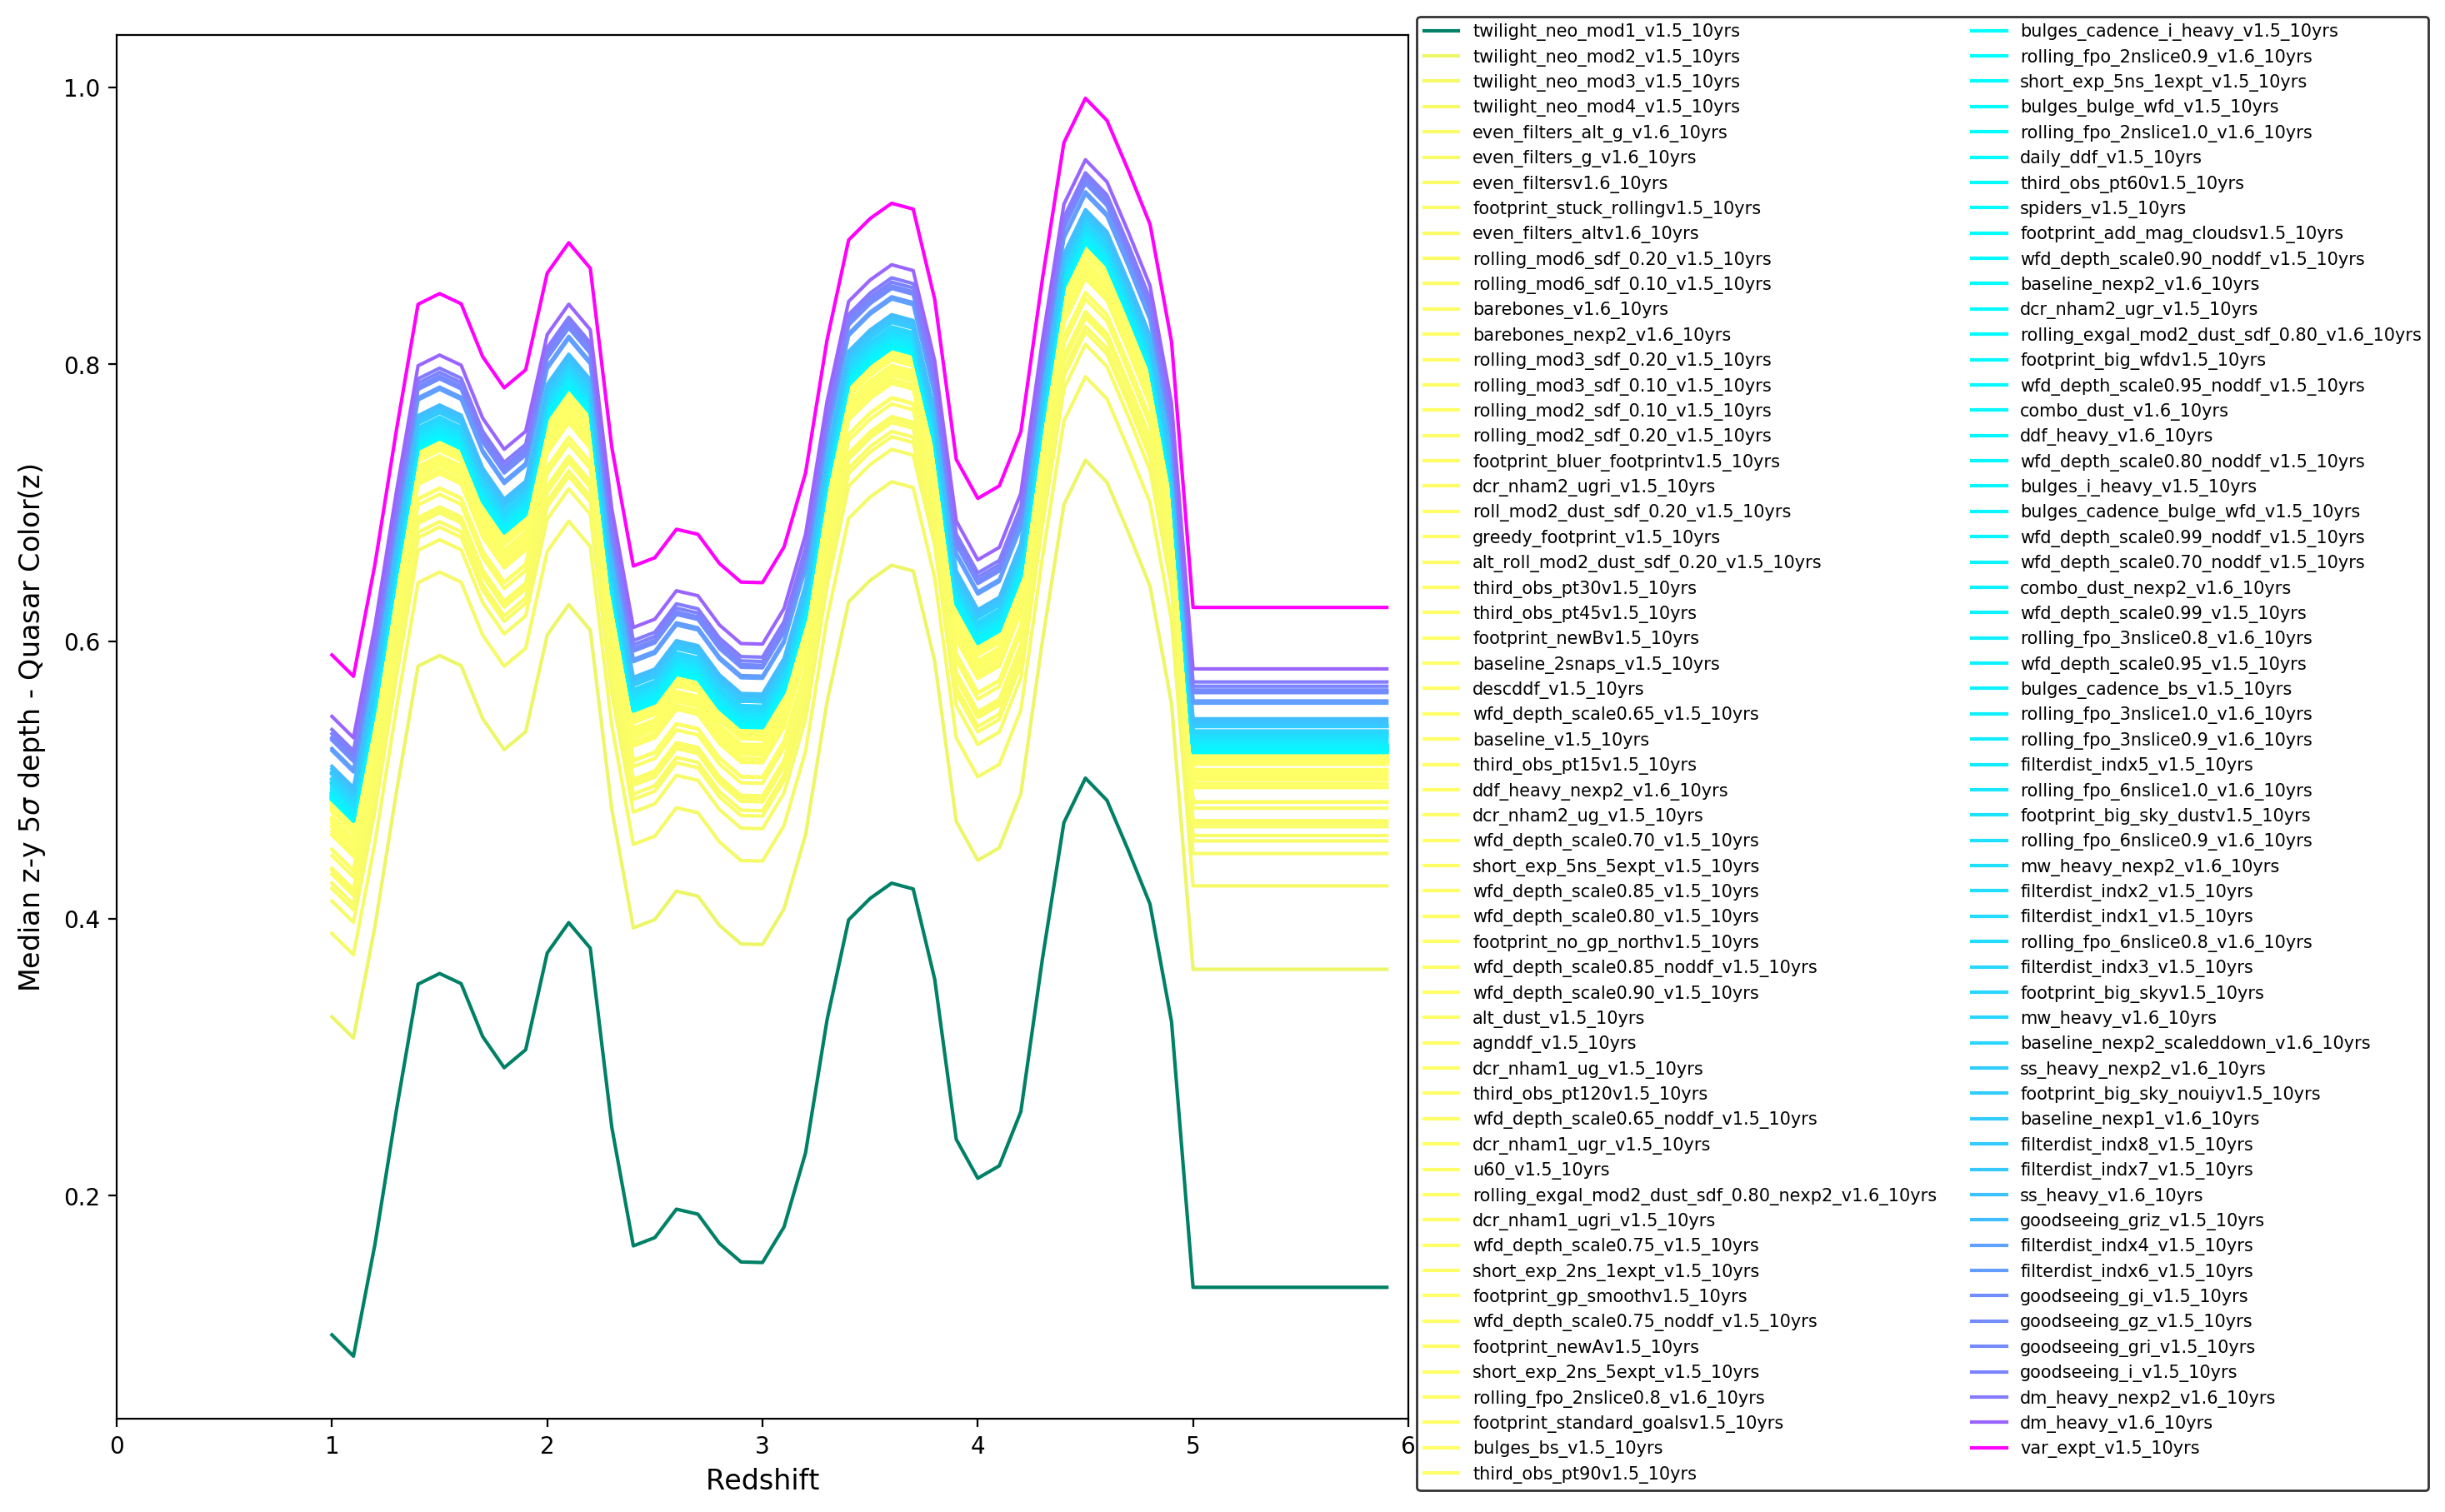 1.0
0.8
0.6
0.4
0.2
Median z-y 5σ depth - Quasar Color(z)
0
1
2
3
4
5
6
Redshift
twilight_neo_mod1_v1.5_10yrs
twilight_neo_mod2_v1.5_10yrs
twilight_neo_mod3_v1.5_10yrs
twilight_neo_mod4_v1.5_10yrs
even_filters_alt_g_v1.6_10yrs
even_filters_g_v1.6_10yrs
even_filtersv1.6_10yrs
footprint_stuck_rollingv1.5_10yrs
even_filters_altv1.6_10yrs
rolling_mod6_sdf_0.20_v1.5_10yrs
rolling_mod6_sdf_0.10_v1.5_10yrs
barebones_v1.6_10yrs
barebones_nexp2_v1.6_10yrs
rolling_mod3_sdf_0.20_v1.5_10yrs
rolling_mod3_sdf_0.10_v1.5_10yrs
rolling_mod2_sdf_0.10_v1.5_10yrs
rolling_mod2_sdf_0.20_v1.5_10yrs
footprint_bluer_footprintv1.5_10yrs
dcr_nham2_ugri_v1.5_10yrs
roll_mod2_dust_sdf_0.20_v1.5_10yrs
greedy_footprint_v1.5_10yrs
alt_roll_mod2_dust_sdf_0.20_v1.5_10yrs
third_obs_pt30v1.5_10yrs
third_obs_pt45v1.5_10yrs
footprint_newBv1.5_10yrs
baseline_2snaps_v1.5_10yrs
descddf_v1.5_10yrs
wfd_depth_scale0.65_v1.5_10yrs
baseline_v1.5_10yrs
third_obs_pt15v1.5_10yrs
ddf_heavy_nexp2_v1.6_10yrs
dcr_nham2_ug_v1.5_10yrs
wfd_depth_scale0.70_v1.5_10yrs
short_exp_5ns_5expt_v1.5_10yrs
wfd_depth_scale0.85_v1.5_10yrs
wfd_depth_scale0.80_v1.5_10yrs
footprint_no_gp_northv1.5_10yrs
wfd_depth_scale0.85_noddf_v1.5_10yrs
wfd_depth_scale0.90_v1.5_10yrs
alt_dust_v1.5_10yrs
agnddf_v1.5_10yrs
dcr_nham1_ug_v1.5_10yrs
third_obs_pt120v1.5_10yrs
wfd_depth_scale0.65_noddf_v1.5_10yrs
dcr_nham1_ugr_v1.5_10yrs
u60_v1.5_10yrs
rolling_exgal_mod2_dust_sdf_0.80_nexp2_v1.6_10yrs
dcr_nham1_ugri_v1.5_10yrs
wfd_depth_scale0.75_v1.5_10yrs
short_exp_2ns_1expt_v1.5_10yrs
footprint_gp_smoothv1.5_10yrs
wfd_depth_scale0.75_noddf_v1.5_10yrs
footprint_newAv1.5_10yrs
short_exp_2ns_5expt_v1.5_10yrs
rolling_fpo_2nslice0.8_v1.6_10yrs
footprint_standard_goalsv1.5_10yrs
bulges_bs_v1.5_10yrs
third_obs_pt90v1.5_10yrs
bulges_cadence_i_heavy_v1.5_10yrs
rolling_fpo_2nslice0.9_v1.6_10yrs
short_exp_5ns_1expt_v1.5_10yrs
bulges_bulge_wfd_v1.5_10yrs
rolling_fpo_2nslice1.0_v1.6_10yrs
daily_ddf_v1.5_10yrs
third_obs_pt60v1.5_10yrs
spiders_v1.5_10yrs
footprint_add_mag_cloudsv1.5_10yrs
wfd_depth_scale0.90_noddf_v1.5_10yrs
baseline_nexp2_v1.6_10yrs
dcr_nham2_ugr_v1.5_10yrs
rolling_exgal_mod2_dust_sdf_0.80_v1.6_10yrs
footprint_big_wfdv1.5_10yrs
wfd_depth_scale0.95_noddf_v1.5_10yrs
combo_dust_v1.6_10yrs
ddf_heavy_v1.6_10yrs
wfd_depth_scale0.80_noddf_v1.5_10yrs
bulges_i_heavy_v1.5_10yrs
bulges_cadence_bulge_wfd_v1.5_10yrs
wfd_depth_scale0.99_noddf_v1.5_10yrs
wfd_depth_scale0.70_noddf_v1.5_10yrs
combo_dust_nexp2_v1.6_10yrs
wfd_depth_scale0.99_v1.5_10yrs
rolling_fpo_3nslice0.8_v1.6_10yrs
wfd_depth_scale0.95_v1.5_10yrs
bulges_cadence_bs_v1.5_10yrs
rolling_fpo_3nslice1.0_v1.6_10yrs
rolling_fpo_3nslice0.9_v1.6_10yrs
filterdist_indx5_v1.5_10yrs
rolling_fpo_6nslice1.0_v1.6_10yrs
footprint_big_sky_dustv1.5_10yrs
rolling_fpo_6nslice0.9_v1.6_10yrs
mw_heavy_nexp2_v1.6_10yrs
filterdist_indx2_v1.5_10yrs
filterdist_indx1_v1.5_10yrs
rolling_fpo_6nslice0.8_v1.6_10yrs
filterdist_indx3_v1.5_10yrs
footprint_big_skyv1.5_10yrs
mw_heavy_v1.6_10yrs
baseline_nexp2_scaleddown_v1.6_10yrs
ss_heavy_nexp2_v1.6_10yrs
footprint_big_sky_nouiyv1.5_10yrs
baseline_nexp1_v1.6_10yrs
filterdist_indx8_v1.5_10yrs
filterdist_indx7_v1.5_10yrs
ss_heavy_v1.6_10yrs
goodseeing_griz_v1.5_10yrs
filterdist_indx4_v1.5_10yrs
filterdist_indx6_v1.5_10yrs
goodseeing_gi_v1.5_10yrs
goodseeing_gz_v1.5_10yrs
goodseeing_gri_v1.5_10yrs
goodseeing_i_v1.5_10yrs
dm_heavy_nexp2_v1.6_10yrs
dm_heavy_v1.6_10yrs
var_expt_v1.5_10yrs